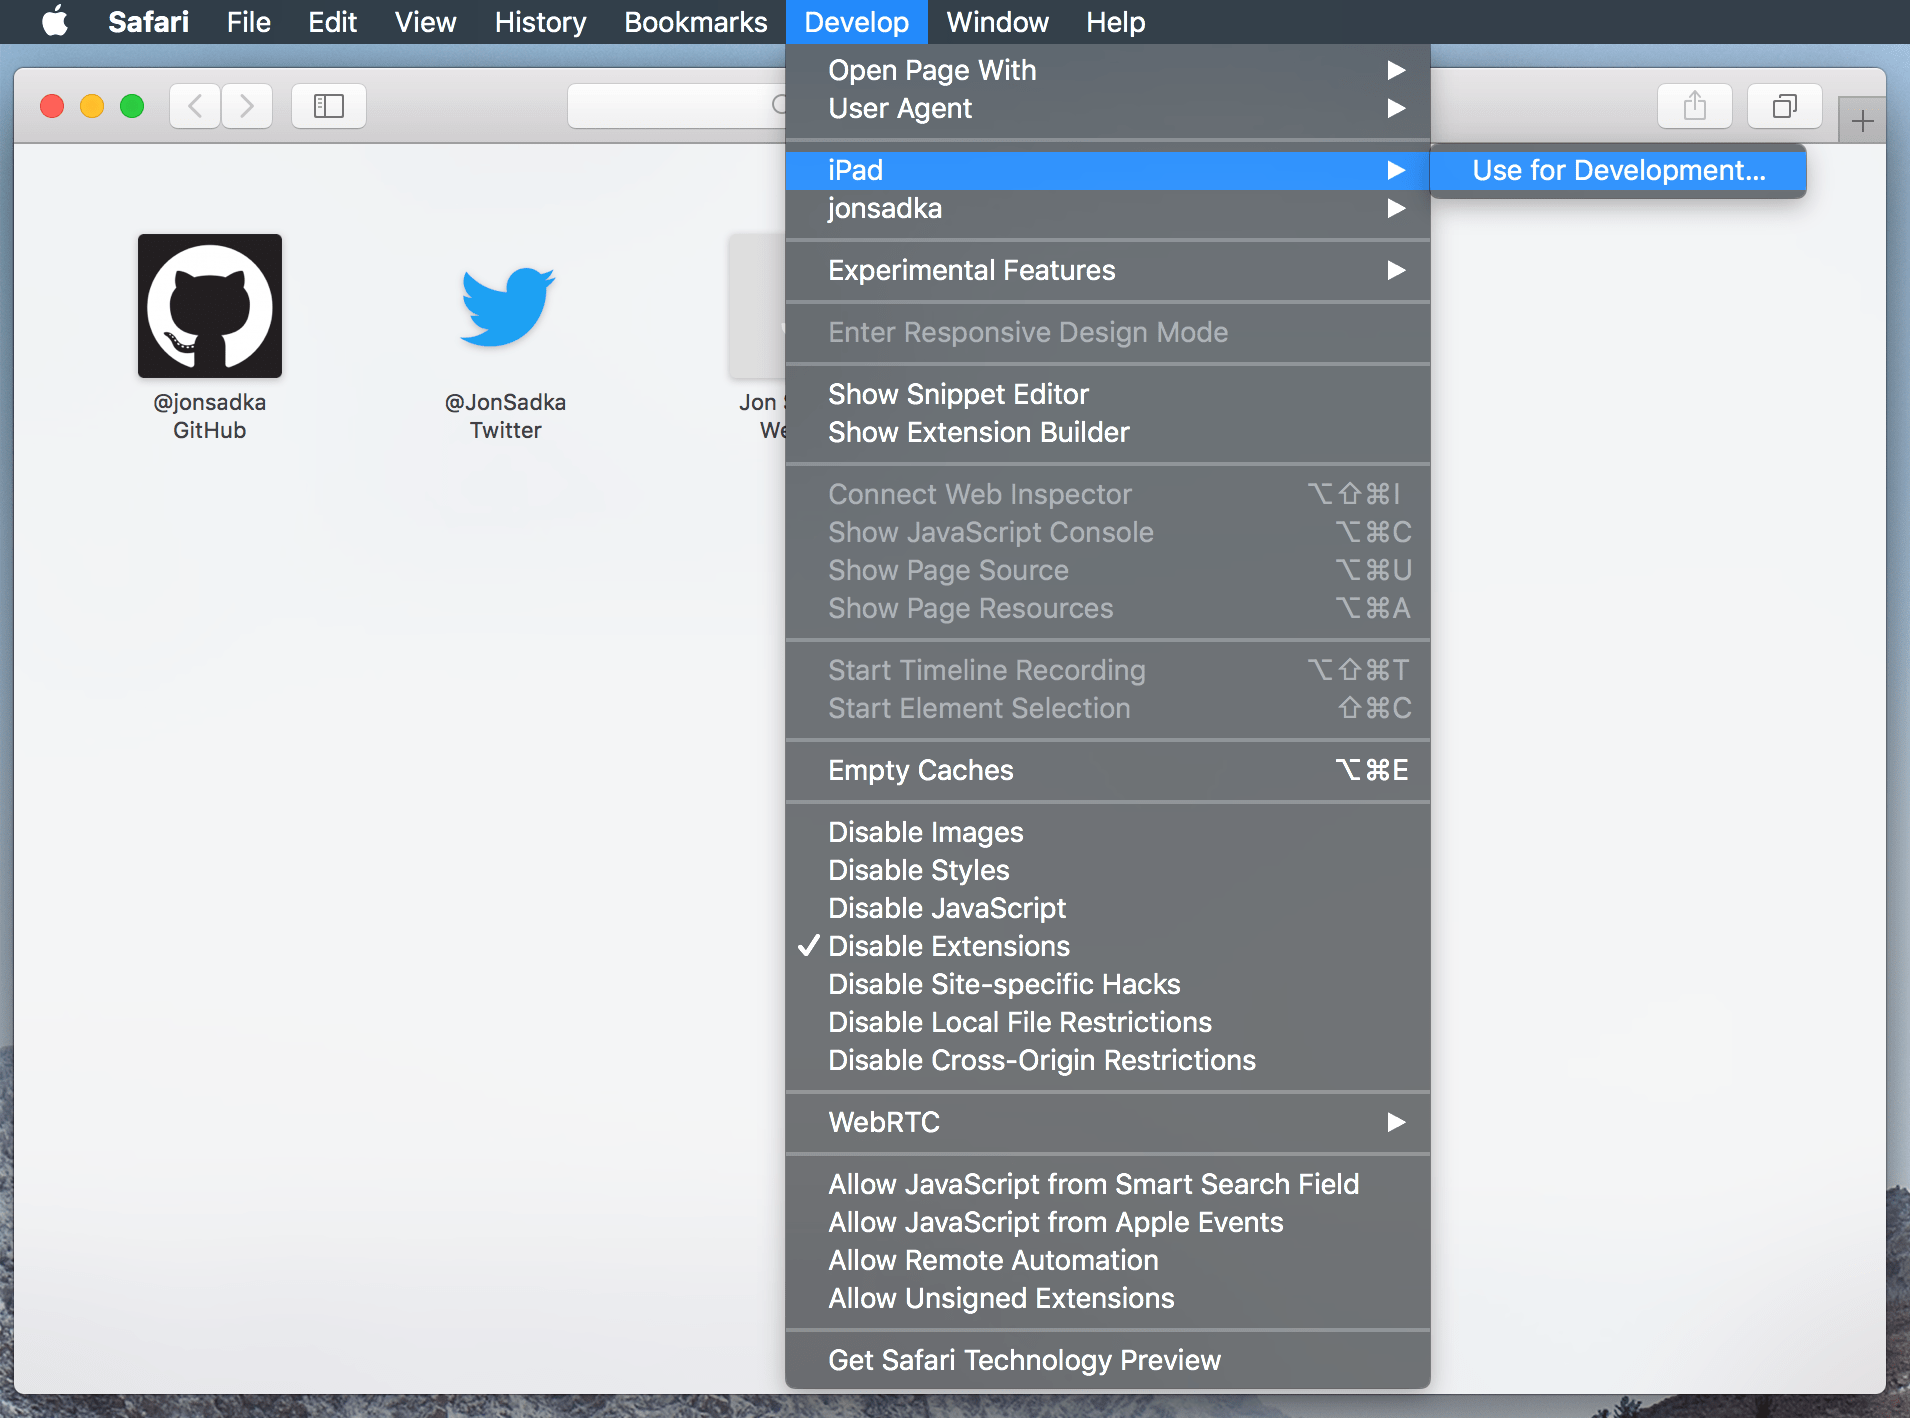 Safari File Edit View History Bookmarks Develop Window Help
Open Page With
User Agent
iPad
Use for Development...
jonsadka
Experimental Features
Enter Responsive Design Mode
Show Snippet Editor
Show Extension Builder
Connect Web Inspector ⌥⇧⌘I
Show JavaScript Console ⌥⌘C
Show Page Source ⌥⌘U
Show Page Resources ⌥⌘A
Start Timeline Recording ⌥⇧⌘T
Start Element Selection ⇧⌘C
Empty Caches ⌥⌘E
Disable Images
Disable Styles
Disable JavaScript
✓ Disable Extensions
Disable Site-specific Hacks
Disable Local File Restrictions
Disable Cross-Origin Restrictions
WebRTC
Allow JavaScript from Smart Search Field
Allow JavaScript from Apple Events
Allow Remote Automation
Allow Unsigned Extensions
Get Safari Technology Preview
@jonsadka
GitHub
@JonSadka
Twitter
Jon